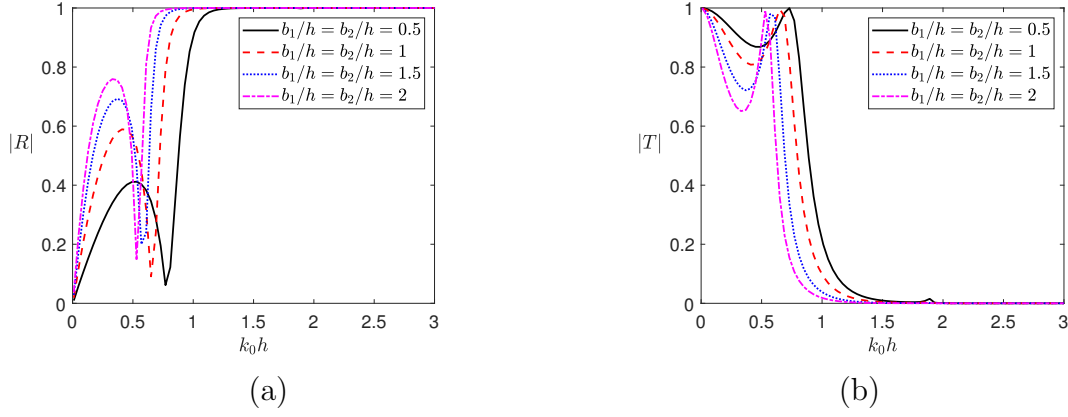 1
0.8
0.6
|R|
0.4
0.2
0
0 0.5 1 1.5 2 2.5 3
k₀h
b₁/h = b₂/h = 0.5
b₁/h = b₂/h = 1
b₁/h = b₂/h = 1.5
b₁/h = b₂/h = 2
(a)
1
0.8
0.6
|T|
0.4
0.2
0
0 0.5 1 1.5 2 2.5 3
k₀h
b₁/h = b₂/h = 0.5
b₁/h = b₂/h = 1
b₁/h = b₂/h = 1.5
b₁/h = b₂/h = 2
(b)